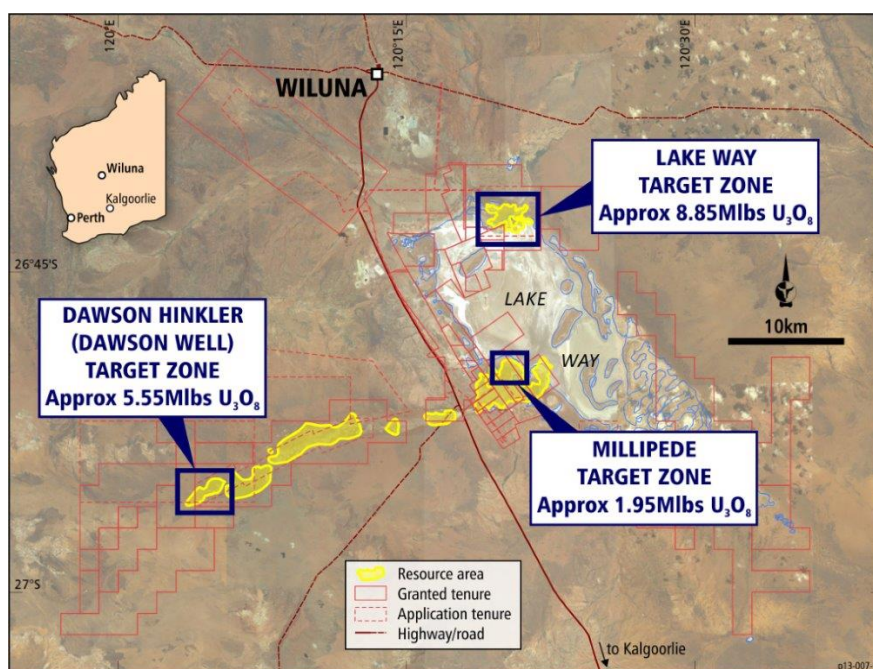 120°E
120°15'E
120°30'E
WILUNA
Wiluna
Kalgoorlie
Perth
LAKE WAY
TARGET ZONE
Approx 8.85Mlbs U₃O₈
26°45'S
LAKE
WAY
10km
DAWSON HINKLER
(DAWSON WELL)
TARGET ZONE
Approx 5.55Mlbs U₃O₈
MILLIPEDE
TARGET ZONE
Approx 1.95Mlbs U₃O₈
27°S
Resource area
Granted tenure
Application tenure
Highway/road
to Kalgoorlie